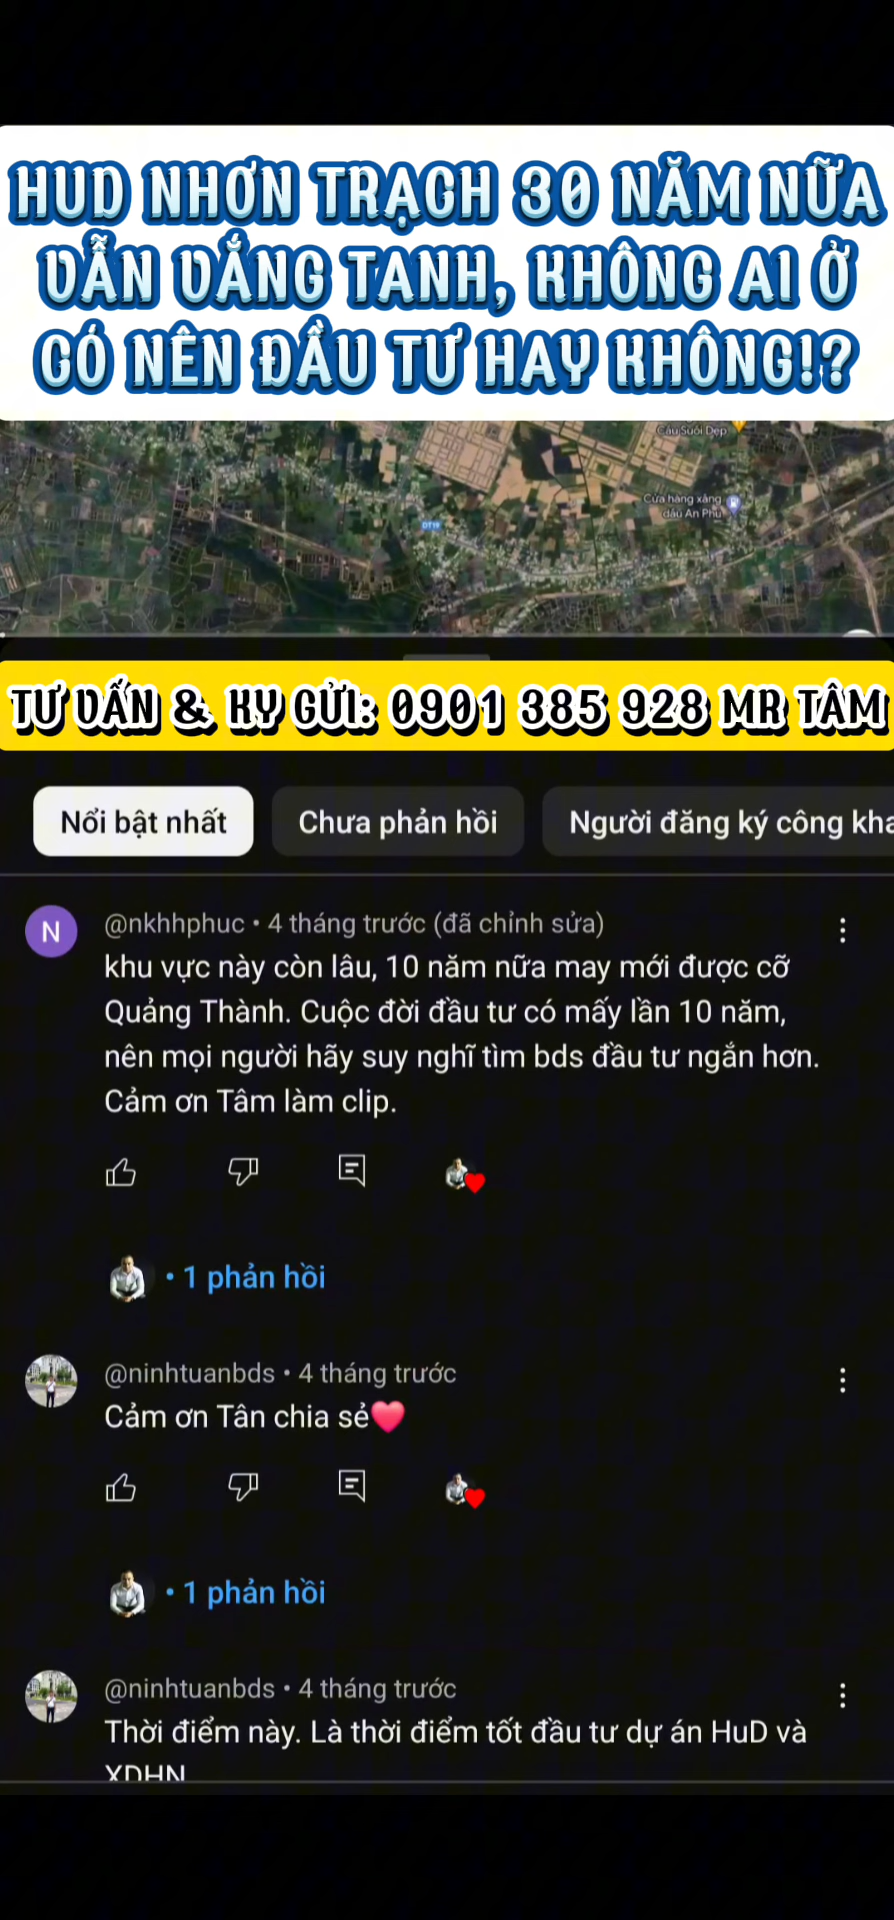 HUD NHƠN TRẠCH 30 NĂM NỮA
VẪN VẮNG TANH, KHÔNG AI Ở
CÓ NÊN ĐẦU TƯ HAY KHÔNG!?
Cầu Suối Dẹp
Cửa hàng xăng
dầu An Phú
ĐT19
TƯ VẤN & KY GỬI: 0901 385 928 MR TÂM
Nổi bật nhất
Chưa phản hồi
Người đăng ký công kha
N
@nkhhphuc • 4 tháng trước (đã chỉnh sửa)
khu vực này còn lâu, 10 năm nữa may mới được cỡ
Quảng Thành. Cuộc đời đầu tư có mấy lần 10 năm,
nên mọi người hãy suy nghĩ tìm bds đầu tư ngắn hơn.
Cảm ơn Tâm làm clip.
• 1 phản hồi
@ninhtuanbds • 4 tháng trước
Cảm ơn Tân chia sẻ
• 1 phản hồi
@ninhtuanbds • 4 tháng trước
Thời điểm này. Là thời điểm tốt đầu tư dự án HuD và
XDHN